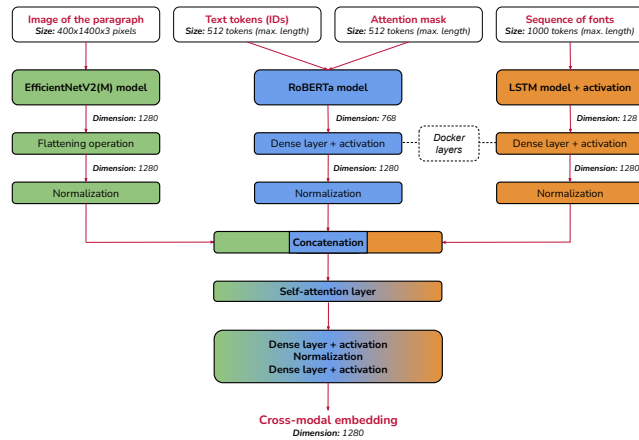 Image of the paragraph
Size: 400x1400x3 pixels
Text tokens (IDs)
Size: 512 tokens (max. length)
Attention mask
Size: 512 tokens (max. length)
Sequence of fonts
Size: 1000 tokens (max. length)
EfficientNetV2(M) model
RoBERTa model
LSTM model + activation
Dimension: 1280
Dimension: 768
Dimension: 128
Flattening operation
Dense layer + activation
Docker
layers
Dense layer + activation
Dimension: 1280
Dimension: 1280
Dimension: 1280
Normalization
Normalization
Normalization
Concatenation
Self-attention layer
Dense layer + activation
Normalization
Dense layer + activation
Cross-modal embedding
Dimension: 1280